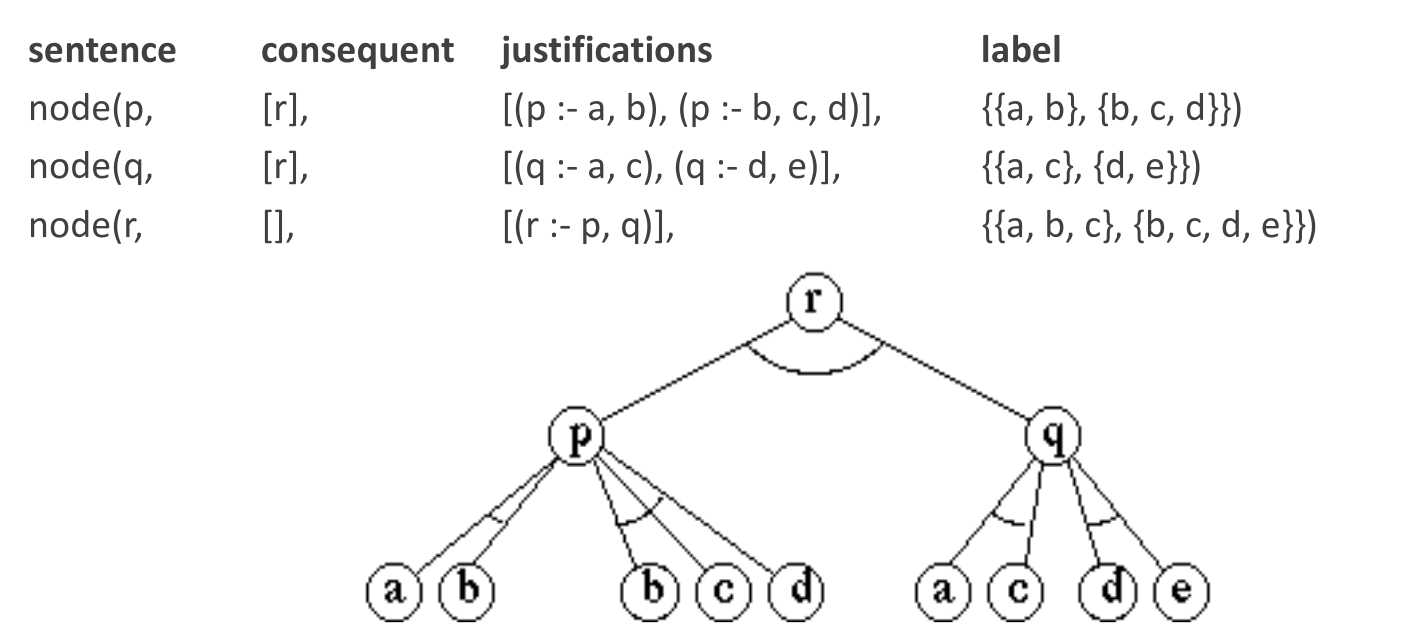 sentence consequent justifications label
node(p, [r], [(p :- a, b), (p :- b, c, d)], {{a, b}, {b, c, d}})
node(q, [r], [(q :- a, c), (q :- d, e)], {{a, c}, {d, e}})
node(r, [], [(r :- p, q)], {{a, b, c}, {b, c, d, e}})
r
p q
a b b c d a c d e